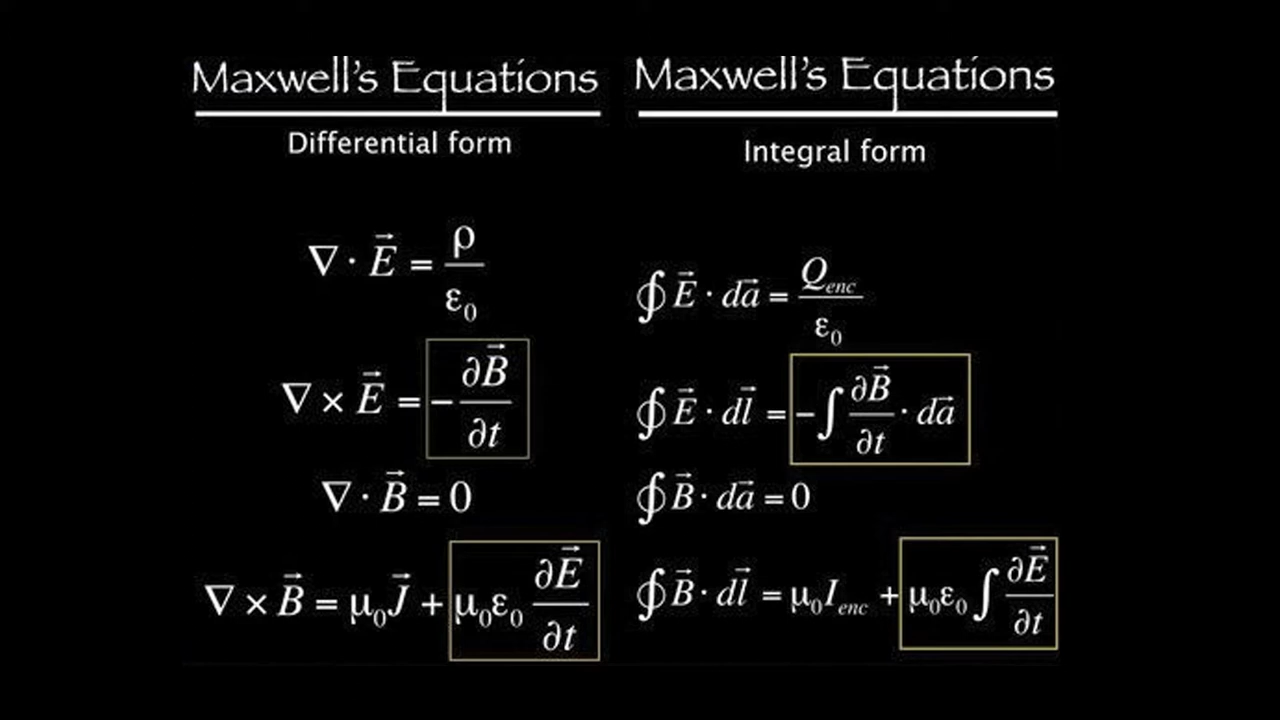 Maxwell's Equations
Differential form
∇ · E⃗ = ρ / ε₀
∇ × E⃗ = − ∂B⃗ / ∂t
∇ · B⃗ = 0
∇ × B⃗ = μ₀J⃗ + μ₀ε₀ ∂E⃗ / ∂t
Maxwell's Equations
Integral form
∮ E⃗ · da⃗ = Q_enc / ε₀
∮ E⃗ · dl⃗ = −∫ ∂B⃗ / ∂t · da⃗
∮ B⃗ · da⃗ = 0
∮ B⃗ · dl⃗ = μ₀I_enc + μ₀ε₀ ∫ ∂E⃗ / ∂t